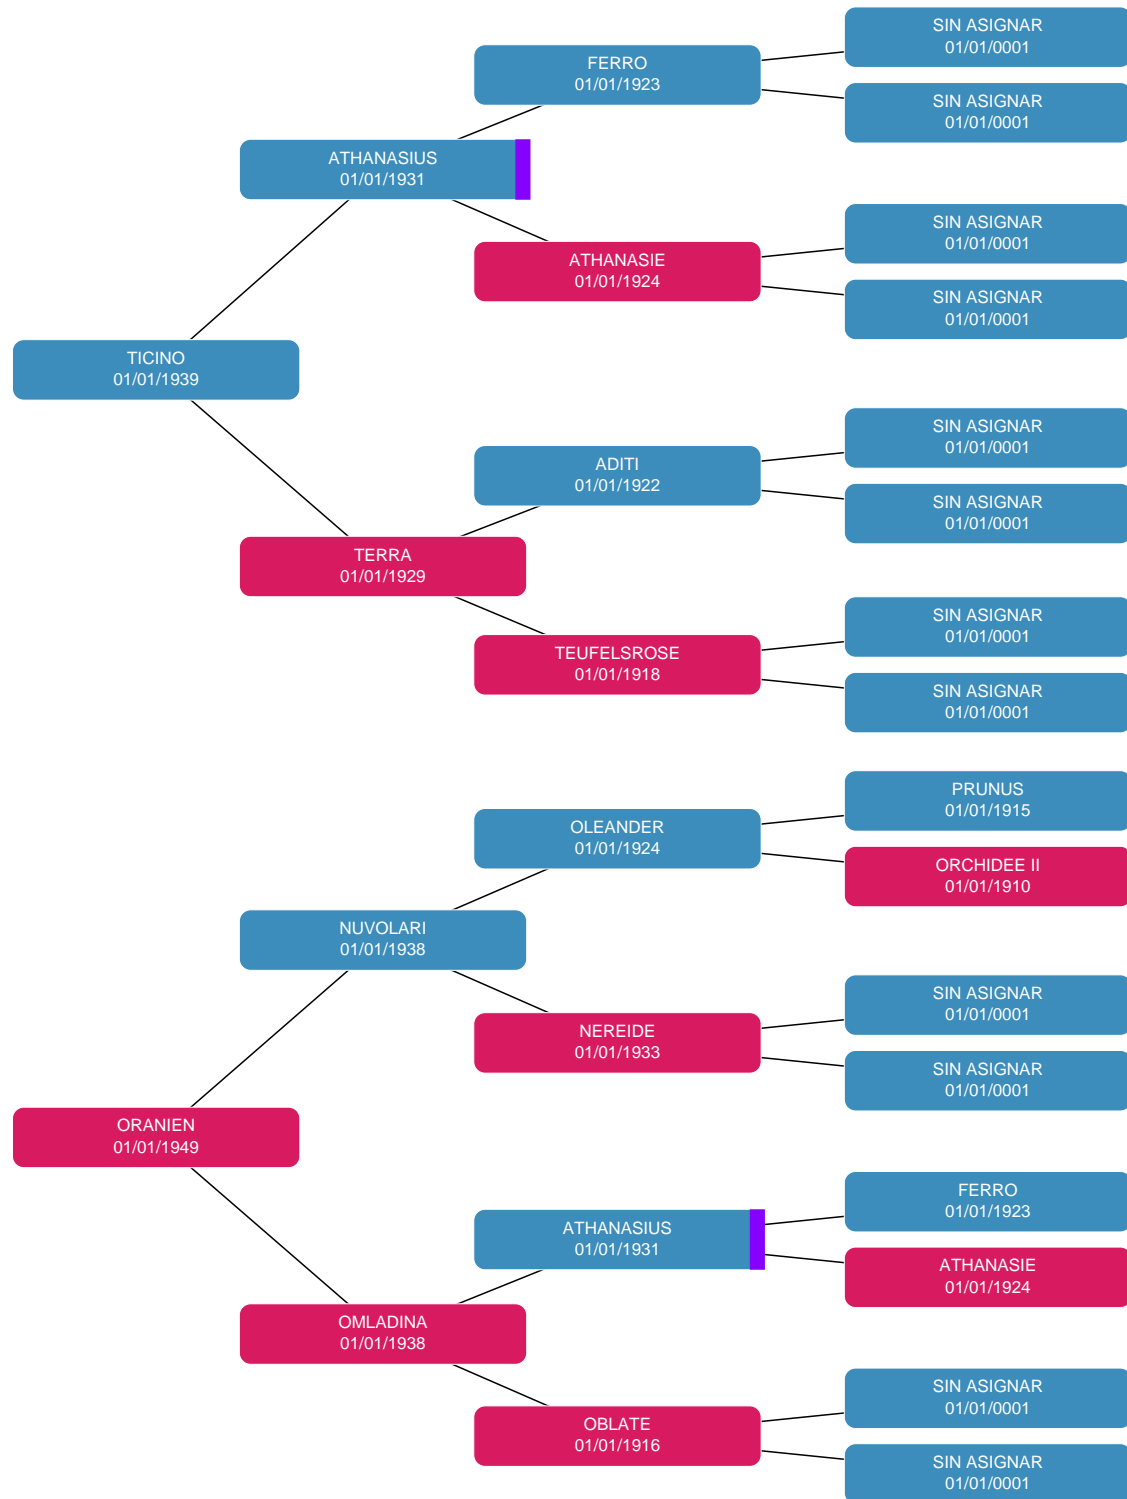 SIN ASIGNAR
01/01/0001
FERRO
01/01/1923
SIN ASIGNAR
01/01/0001
ATHANASIUS
01/01/1931
SIN ASIGNAR
01/01/0001
ATHANASIE
01/01/1924
SIN ASIGNAR
01/01/0001
TICINO
01/01/1939
SIN ASIGNAR
01/01/0001
ADITI
01/01/1922
SIN ASIGNAR
01/01/0001
TERRA
01/01/1929
SIN ASIGNAR
01/01/0001
TEUFELSROSE
01/01/1918
SIN ASIGNAR
01/01/0001
PRUNUS
01/01/1915
OLEANDER
01/01/1924
ORCHIDEE II
01/01/1910
NUVOLARI
01/01/1938
SIN ASIGNAR
01/01/0001
NEREIDE
01/01/1933
SIN ASIGNAR
01/01/0001
ORANIEN
01/01/1949
FERRO
01/01/1923
ATHANASIUS
01/01/1931
ATHANASIE
01/01/1924
OMLADINA
01/01/1938
SIN ASIGNAR
01/01/0001
OBLATE
01/01/1916
SIN ASIGNAR
01/01/0001